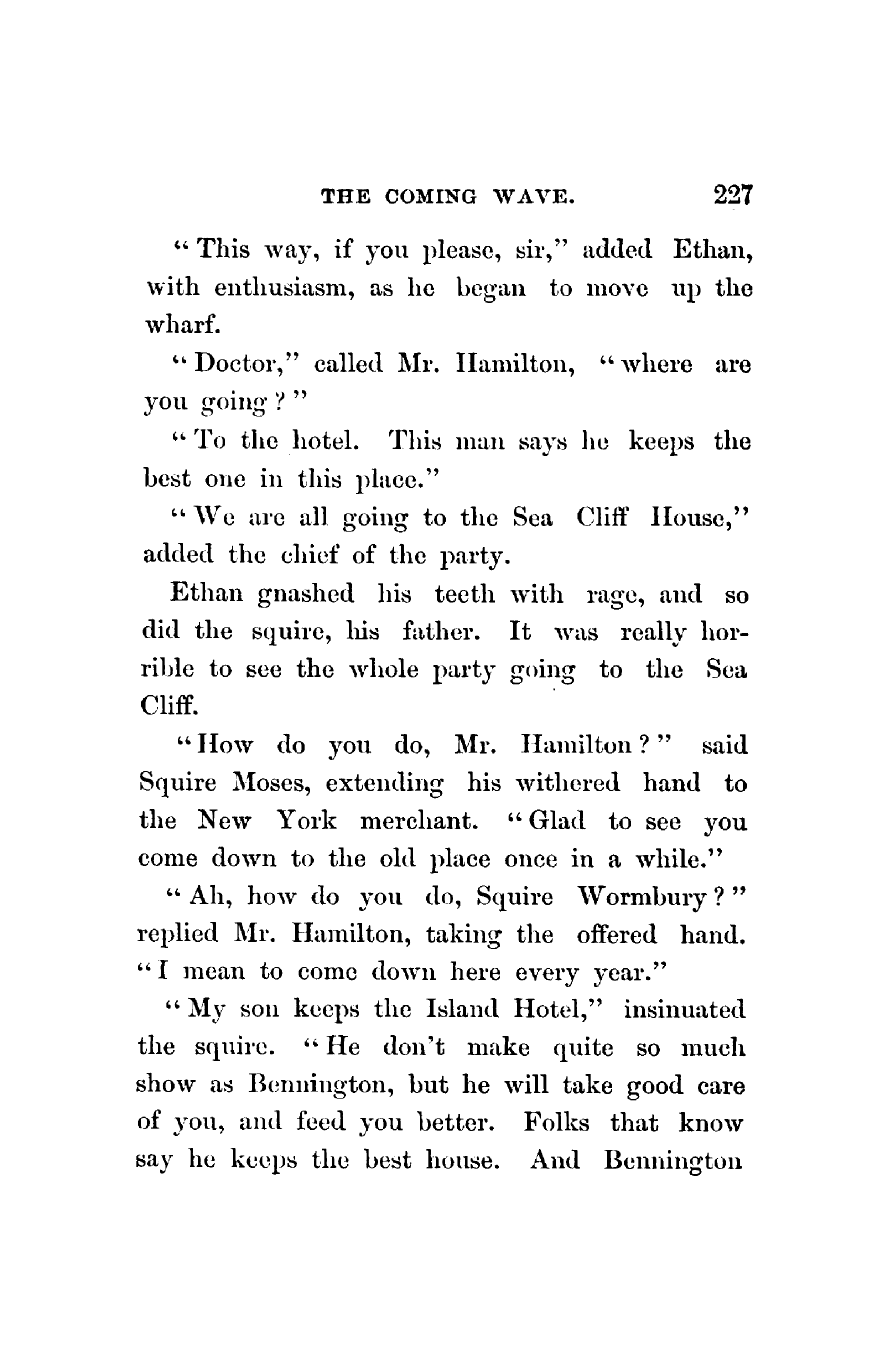 THE COMING WAVE. 227
“ This way, if you please, sir,” added Ethan,
with enthusiasm, as he began to move up the
wharf.
“ Doctor,” called Mr. Hamilton, “ where are
you going ? ”
“ To the hotel. This man says he keeps the
best one in this place.”
“ We are all going to the Sea Cliff House,”
added the chief of the party.
Ethan gnashed his teeth with rage, and so
did the squire, his father. It was really hor-
rible to see the whole party going to the Sea
Cliff.
“ How do you do, Mr. Hamilton ? ” said
Squire Moses, extending his withered hand to
the New York merchant. “ Glad to see you
come down to the old place once in a while.”
“ Ah, how do you do, Squire Wormbury ? ”
replied Mr. Hamilton, taking the offered hand.
“ I mean to come down here every year.”
“ My son keeps the Island Hotel,” insinuated
the squire. “ He don’t make quite so much
show as Bennington, but he will take good care
of you, and feed you better. Folks that know
say he keeps the best house. And Bennington